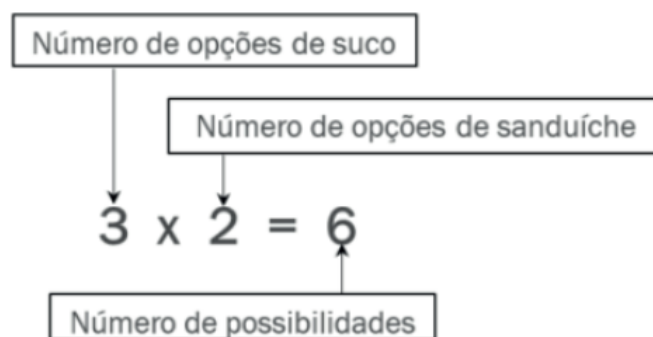 Número de opções de suco
Número de opções de sanduíche
3 x 2 = 6
Número de possibilidades